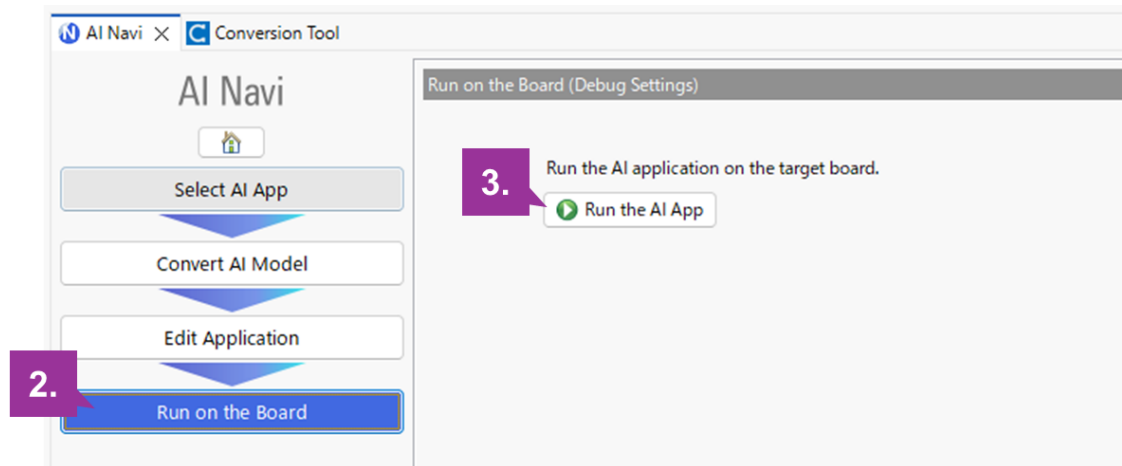 AI Navi
Conversion Tool
AI Navi
Select AI App
Convert AI Model
Edit Application
2.
Run on the Board
Run on the Board (Debug Settings)
3.
Run the AI application on the target board.
Run the AI App